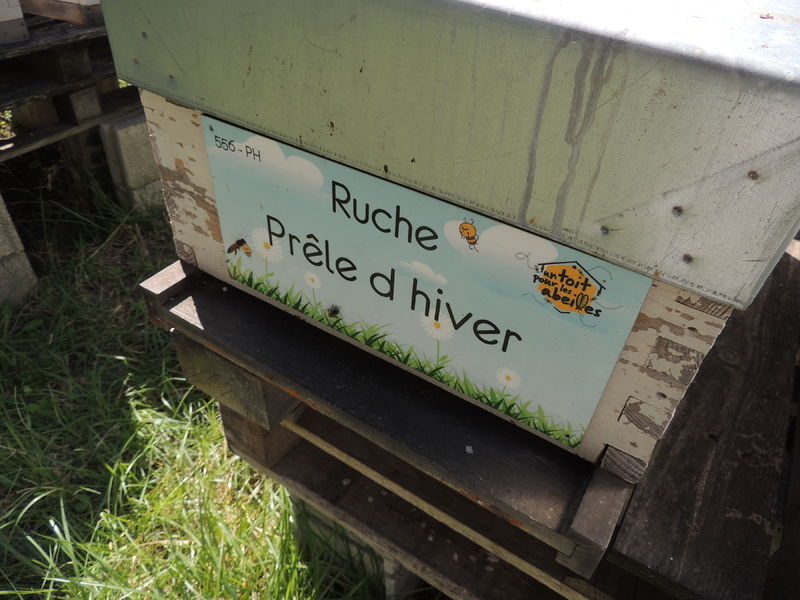 556 - PH
Ruche
Prêle d hiver
un toit
pour les
abeilles